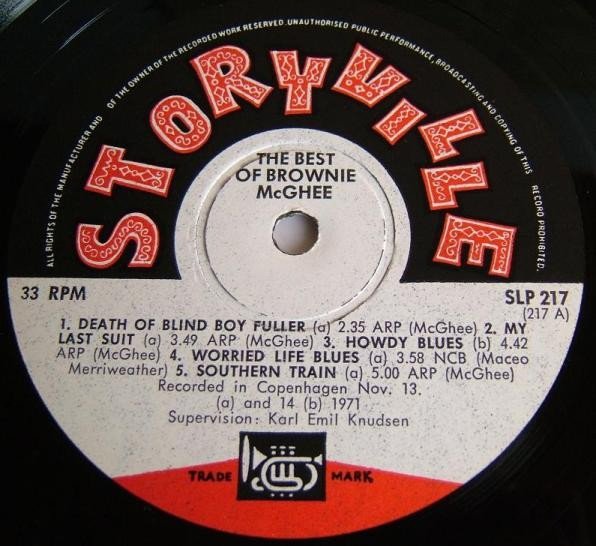 ALL RIGHTS OF THE MANUFACTURER AND OF THE OWNER OF THE RECORDED WORK RESERVED. UNAUTHORISED PUBLIC PERFORMANCE, BROADCASTING AND COPYING OF THIS RECORD PROHIBITED.
STORYVILLE
THE BEST
OF BROWNIE
McGHEE
33 RPM
SLP 217
(217 A)
1. DEATH OF BLIND BOY FULLER (a) 2.35 ARP (McGhee) 2. MY
LAST SUIT (a) 3.49 ARP (McGhee) 3. HOWDY BLUES (b) 4.42
ARP (McGhee) 4. WORRIED LIFE BLUES (a) 3.58 NCB (Maceo
Merriweather) 5. SOUTHERN TRAIN (a) 5.00 ARP (McGhee)
Recorded in Copenhagen Nov. 13.
(a) and 14 (b) 1971
Supervision: Karl Emil Knudsen
TRADE MARK